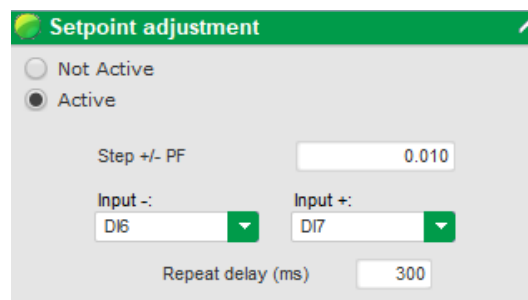 Setpoint adjustment
Not Active
Active
Step +/- PF 0.010
Input -: Input +:
DI6 DI7
Repeat delay (ms) 300